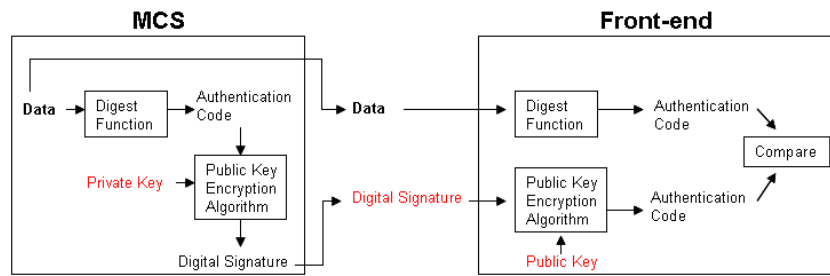 MCS
Front-end
Data
Digest
Function
Authentication
Code
Data
Digest
Function
Authentication
Code
Compare
Private Key
Public Key
Encryption
Algorithm
Digital Signature
Digital Signature
Public Key
Encryption
Algorithm
Authentication
Code
Public Key